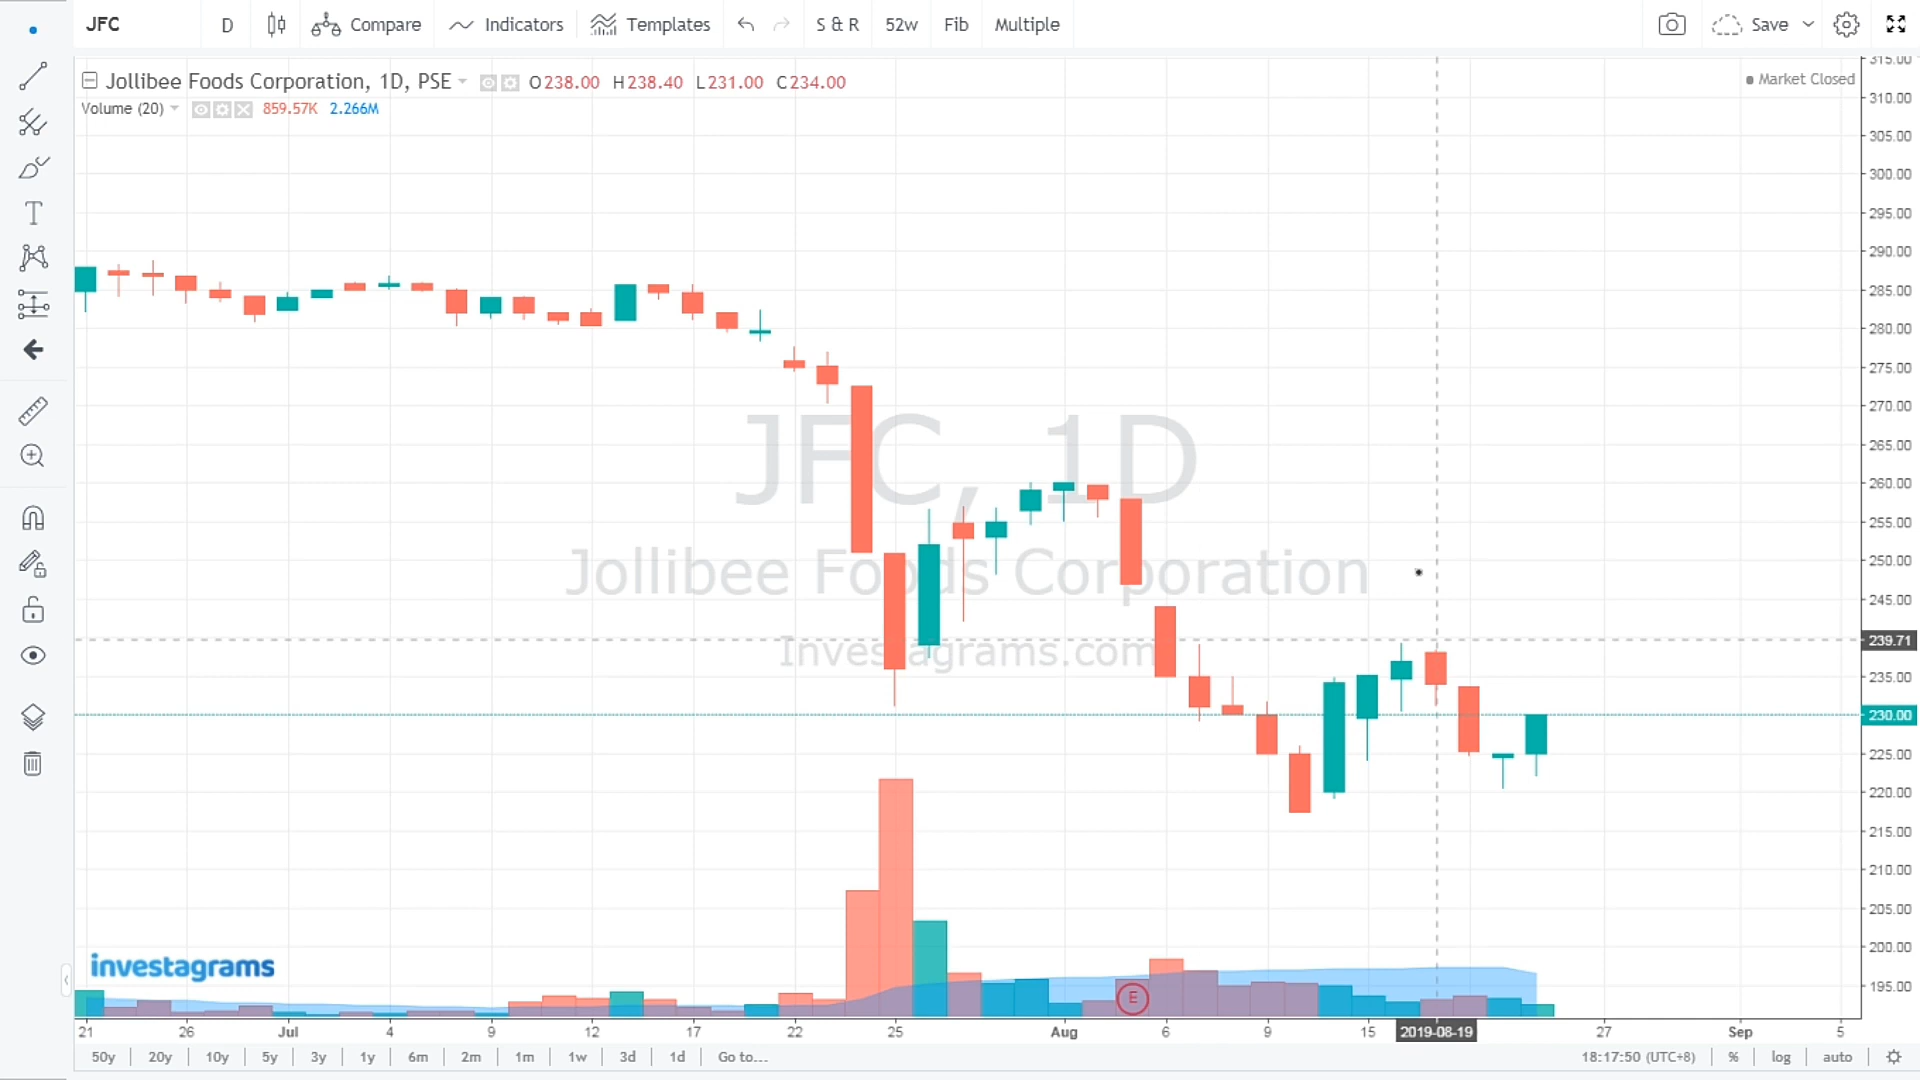 JFC D Compare Indicators Templates S & R 52w Fib Multiple Save
Jollibee Foods Corporation, 1D, PSE O238.00 H238.40 L231.00 C234.00
Market Closed
Volume (20) 859.57K 2.266M
315.00
310.00
305.00
300.00
295.00
290.00
285.00
280.00
275.00
270.00
265.00
260.00
255.00
250.00
245.00
239.71
235.00
230.00
225.00
220.00
215.00
210.00
205.00
200.00
195.00
JFC, 1D
Jollibee Foods Corporation
Investagrams.com
investagrams
E
21 26 Jul 4 9 12 17 22 25 Aug 6 9 15 2019-08-19 27 Sep 5
50y 20y 10y 5y 3y 1y 6m 2m 1m 1w 3d 1d Go to... 18:17:50 (UTC+8) % log auto